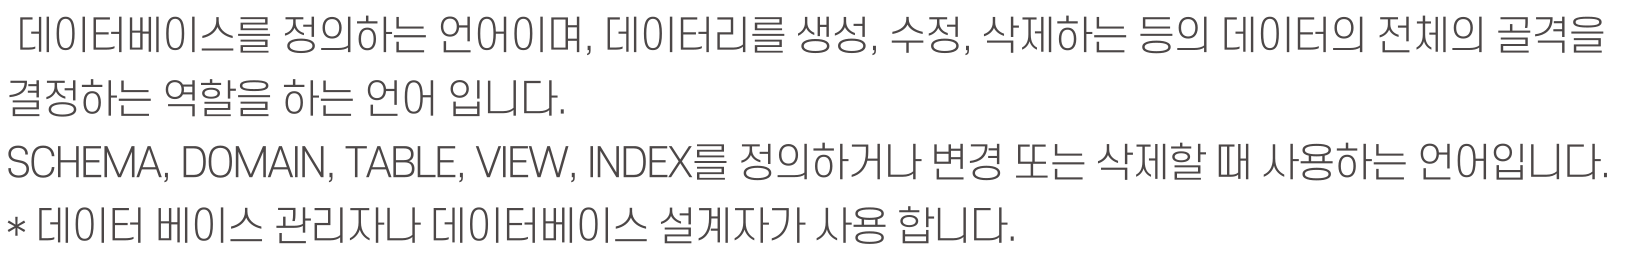 데이터베이스를 정의하는 언어이며, 데이터리를 생성, 수정, 삭제하는 등의 데이터의 전체의 골격을
결정하는 역할을 하는 언어 입니다.
SCHEMA, DOMAIN, TABLE, VIEW, INDEX를 정의하거나 변경 또는 삭제할 때 사용하는 언어입니다.
* 데이터 베이스 관리자나 데이터베이스 설계자가 사용 합니다.